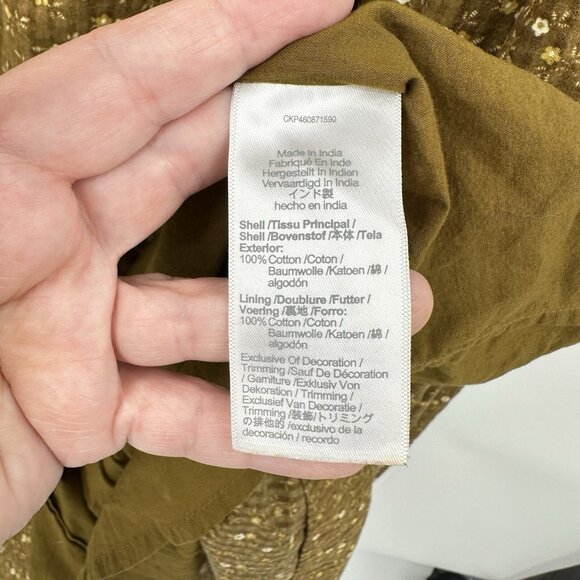 CKP460871590
Made In India
Fabriqué En Inde
Hergestellt In Indien
Vervaardigd In India
インド製
hecho en india
Shell /Tissu Principal /
Shell /Bovenstof /本体 /Tela
Exterior:
100% Cotton /Coton /
Baumwolle /Katoen /綿 /
algodón
Lining /Doublure /Futter /
Voering /裏地 /Forro:
100% Cotton /Coton /
Baumwolle /Katoen /綿 /
algodón
Exclusive Of Decoration /
Trimming /Sauf De Décoration
/ Garniture /Exklusiv Von
Dekoration / Trimming /
Exclusief Van Decoratie /
Trimming /装飾/トリミング
の排他的 /exclusivo de la
decoración / recordo